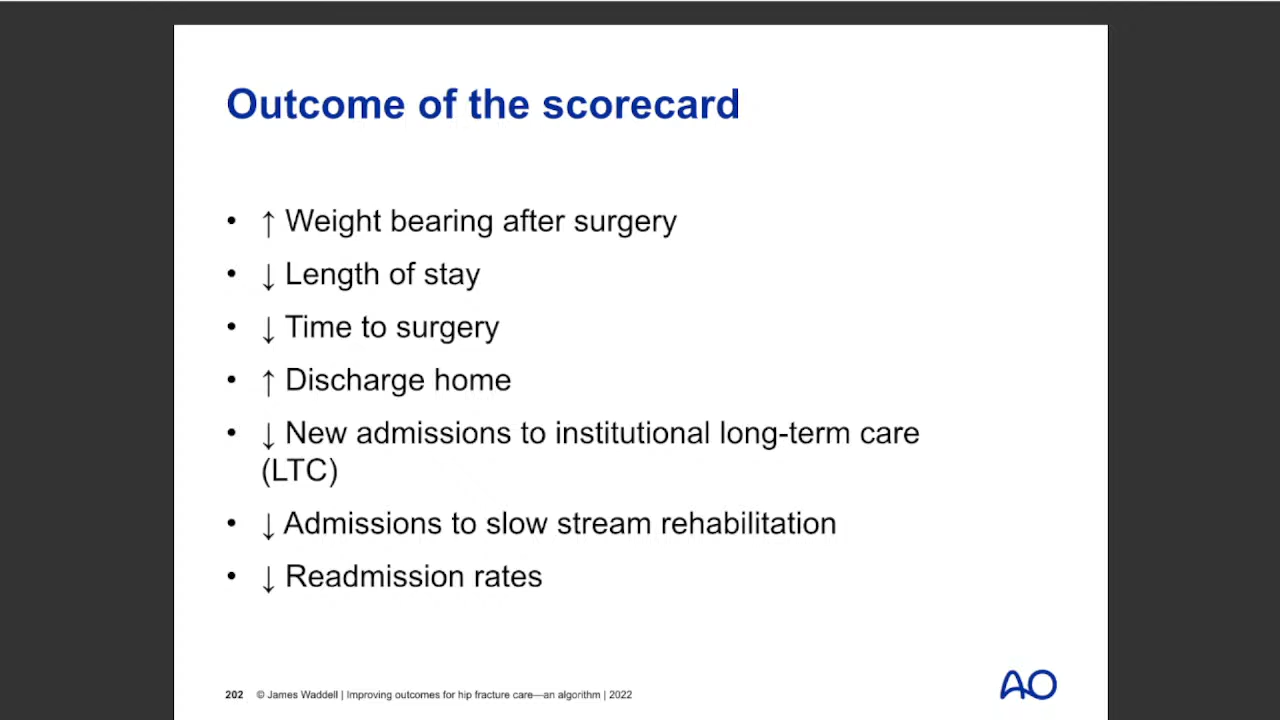 Outcome of the scorecard
• ↑ Weight bearing after surgery
• ↓ Length of stay
• ↓ Time to surgery
• ↑ Discharge home
• ↓ New admissions to institutional long-term care
(LTC)
• ↓ Admissions to slow stream rehabilitation
• ↓ Readmission rates
202 © James Waddell | Improving outcomes for hip fracture care—an algorithm | 2022
AO